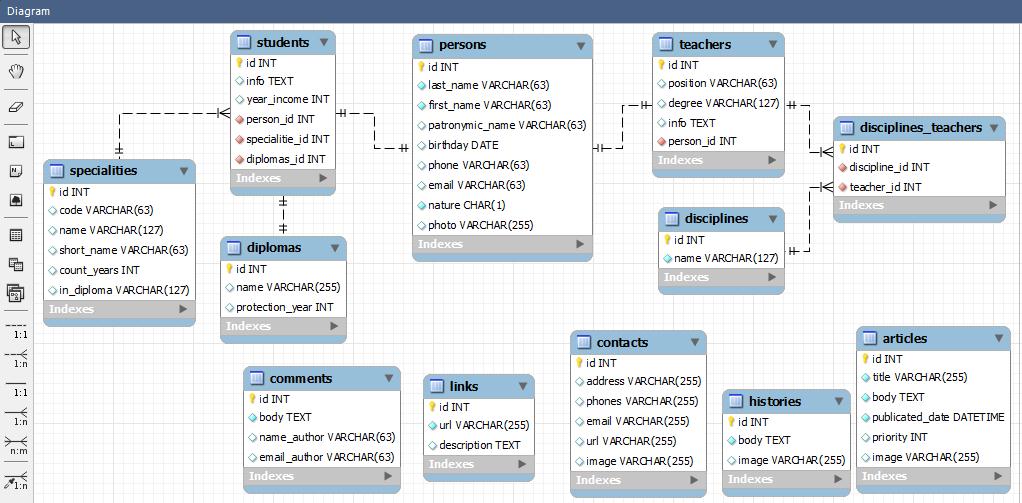 Diagram
students
id INT
info TEXT
year_income INT
person_id INT
specialitie_id INT
diplomas_id INT
Indexes
persons
id INT
last_name VARCHAR(63)
first_name VARCHAR(63)
patronymic_name VARCHAR(63)
birthday DATE
phone VARCHAR(63)
email VARCHAR(63)
nature CHAR(1)
photo VARCHAR(255)
Indexes
teachers
id INT
position VARCHAR(63)
degree VARCHAR(127)
info TEXT
person_id INT
Indexes
disciplines_teachers
id INT
discipline_id INT
teacher_id INT
Indexes
specialities
id INT
code VARCHAR(63)
name VARCHAR(127)
short_name VARCHAR(63)
count_years INT
in_diploma VARCHAR(127)
Indexes
diplomas
id INT
name VARCHAR(255)
protection_year INT
Indexes
disciplines
id INT
name VARCHAR(127)
Indexes
comments
id INT
body TEXT
name_author VARCHAR(63)
email_author VARCHAR(63)
Indexes
links
id INT
url VARCHAR(255)
description TEXT
Indexes
contacts
id INT
address VARCHAR(255)
phones VARCHAR(255)
email VARCHAR(255)
url VARCHAR(255)
image VARCHAR(255)
Indexes
histories
id INT
body TEXT
image VARCHAR(255)
Indexes
articles
id INT
title VARCHAR(255)
body TEXT
publicated_date DATETIME
priority INT
image VARCHAR(255)
Indexes
1:1
1:n
1:1
1:n
n:m
1:n